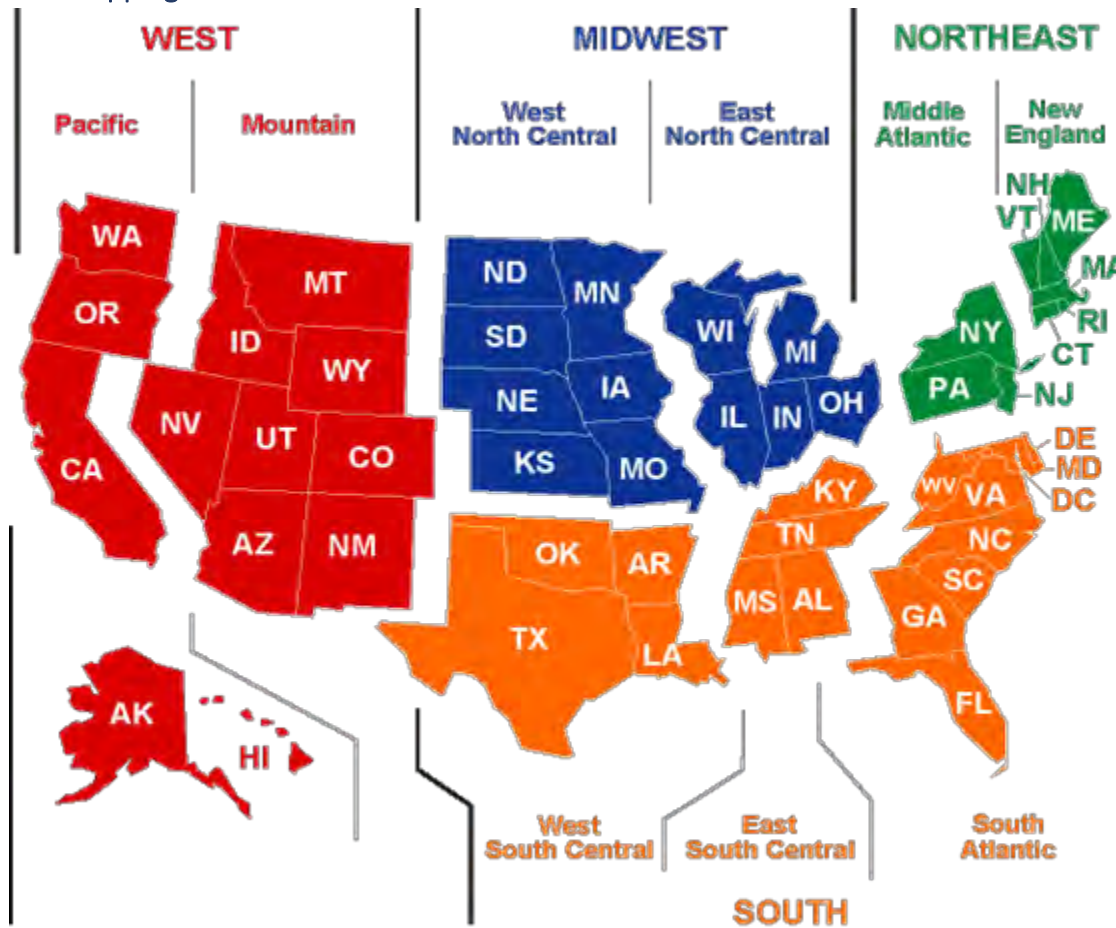 WEST
MIDWEST
NORTHEAST
Pacific
Mountain
West
North Central
East
North Central
Middle
Atlantic
New
England
WA
OR
CA
MT
ID
WY
NV
UT
CO
AZ
NM
AK
HI
ND
MN
SD
NE
IA
KS
MO
WI
MI
IL
IN
OH
NH
VT
ME
MA
RI
CT
NY
PA
NJ
DE
MD
DC
WV
VA
NC
SC
GA
FL
KY
TN
MS
AL
OK
AR
TX
LA
West
South Central
East
South Central
South
Atlantic
SOUTH